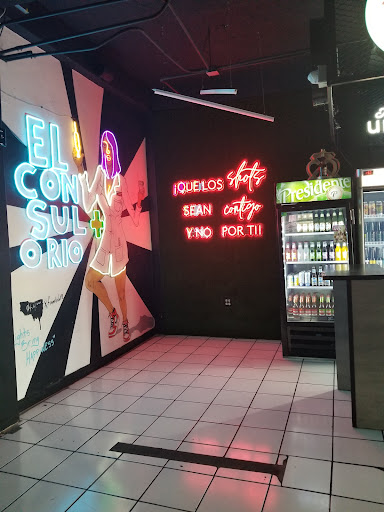 EL
CON
SUL
O RIO
¡QUE LOS shots
SEAN contigo
Y NO POR TI!
Presidente